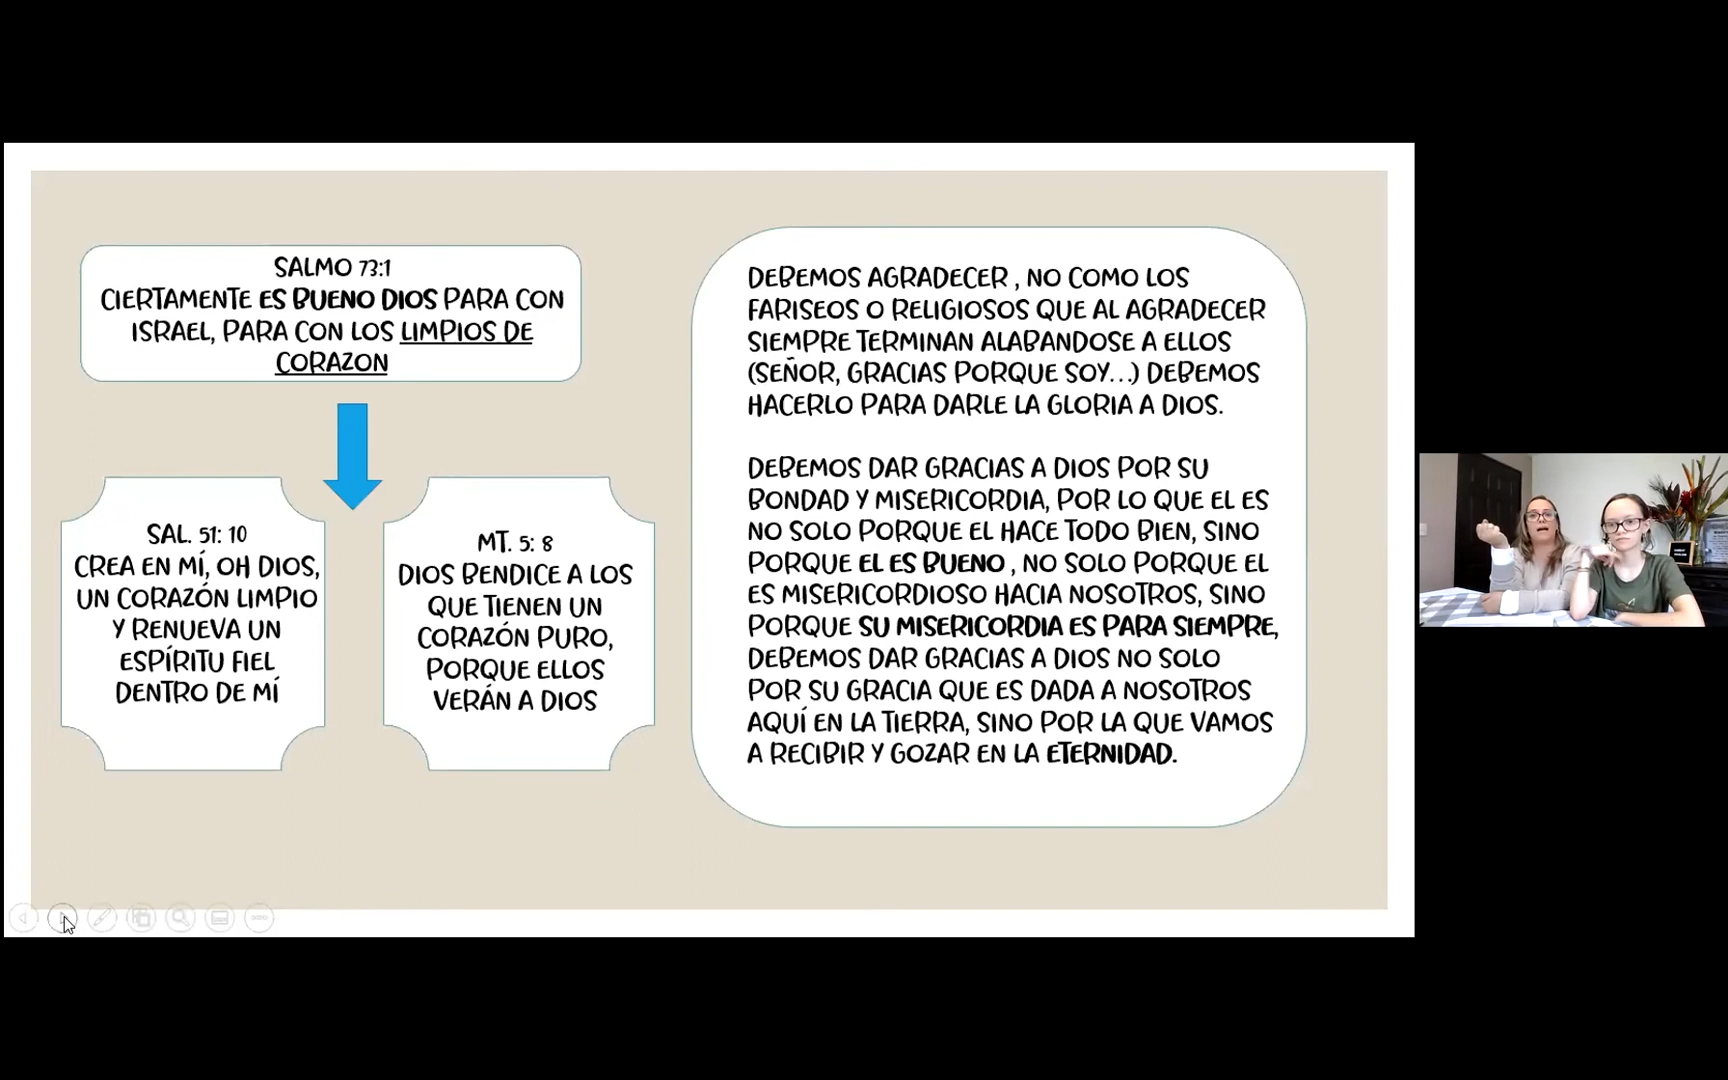 SALMO 73:1
CIERTAMENTE ES BUENO DIOS PARA CON
ISRAEL, PARA CON LOS LIMPIOS DE
CORAZON
SAL. 51: 10
CREA EN MÍ, OH DIOS,
UN CORAZÓN LIMPIO
Y RENUEVA UN
ESPÍRITU FIEL
DENTRO DE MÍ
MT. 5: 8
DIOS BENDICE A LOS
QUE TIENEN UN
CORAZÓN PURO,
PORQUE ELLOS
VERÁN A DIOS
DEBEMOS AGRADECER , NO COMO LOS
FARISEOS O RELIGIOSOS QUE AL AGRADECER
SIEMPRE TERMINAN ALABANDOSE A ELLOS
(SEÑOR, GRACIAS PORQUE SOY...) DEBEMOS
HACERLO PARA DARLE LA GLORIA A DIOS.
DEBEMOS DAR GRACIAS A DIOS POR SU
BONDAD Y MISERICORDIA, POR LO QUE EL ES
NO SOLO PORQUE EL HACE TODO BIEN, SINO
PORQUE EL ES BUENO , NO SOLO PORQUE EL
ES MISERICORDIOSO HACIA NOSOTROS, SINO
PORQUE SU MISERICORDIA ES PARA SIEMPRE,
DEBEMOS DAR GRACIAS A DIOS NO SOLO
POR SU GRACIA QUE ES DADA A NOSOTROS
AQUÍ EN LA TIERRA, SINO POR LA QUE VAMOS
A RECIBIR Y GOZAR EN LA ETERNIDAD.